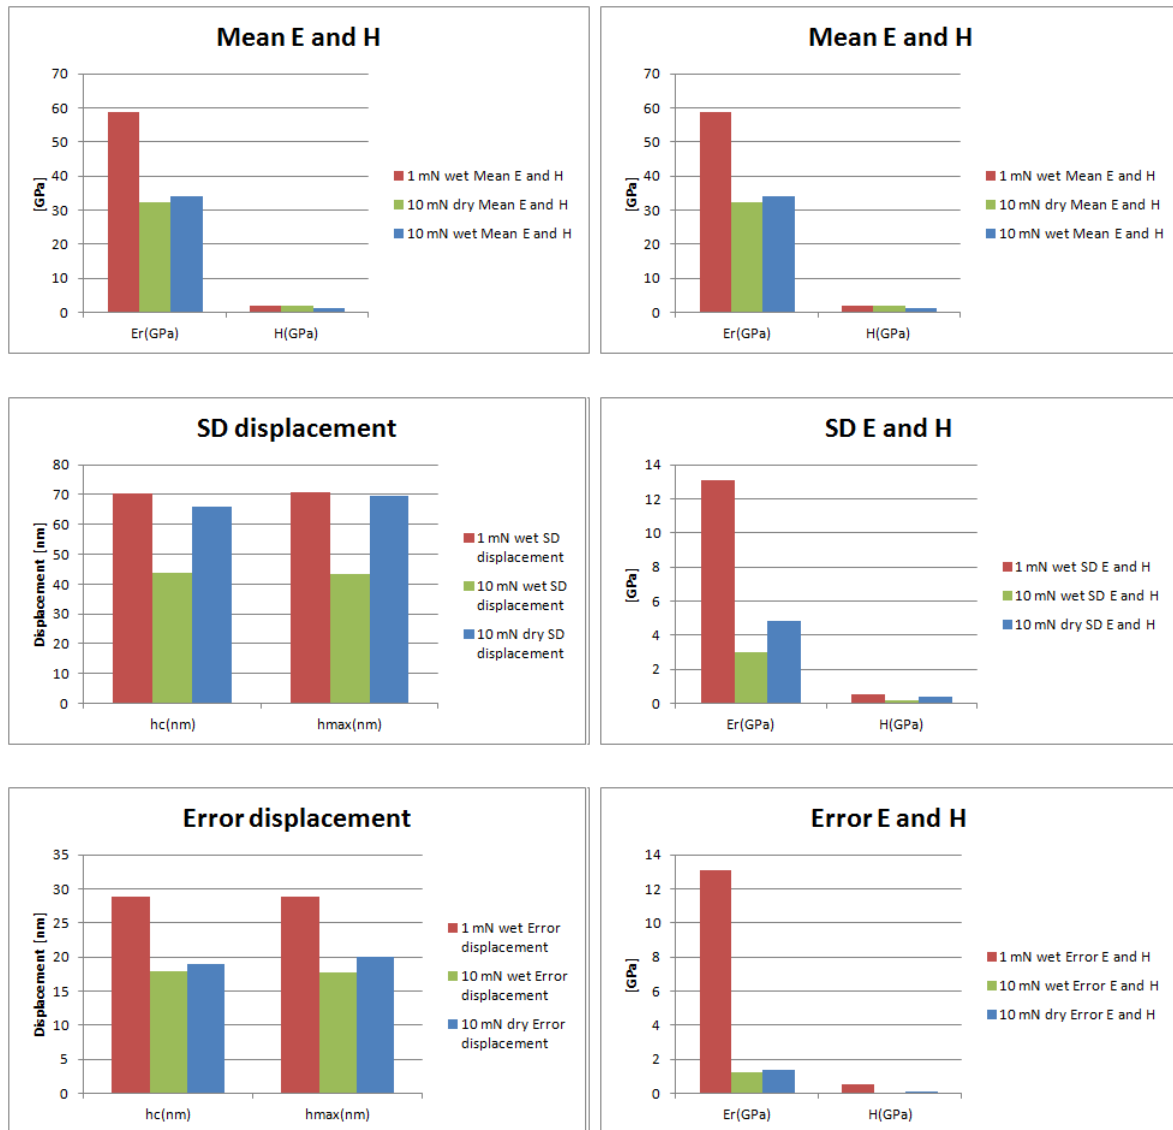 Mean E and H
70
60
50
40
30
20
10
0
[GPa]
Er(GPa)
H(GPa)
1 mN wet Mean E and H
10 mN dry Mean E and H
10 mN wet Mean E and H
Mean E and H
70
60
50
40
30
20
10
0
[GPa]
Er(GPa)
H(GPa)
1 mN wet Mean E and H
10 mN dry Mean E and H
10 mN wet Mean E and H
SD displacement
80
70
60
50
40
30
20
10
0
Displacement [nm]
hc(nm)
hmax(nm)
1 mN wet SD
displacement
10 mN wet SD
displacement
10 mN dry SD
displacement
SD E and H
14
12
10
8
6
4
2
0
[GPa]
Er(GPa)
H(GPa)
1 mN wet SD E and H
10 mN wet SD E and H
10 mN dry SD E and H
Error displacement
35
30
25
20
15
10
5
0
Displacement [nm]
hc(nm)
hmax(nm)
1 mN wet Error
displacement
10 mN wet Error
displacement
10 mN dry Error
displacement
Error E and H
14
12
10
8
6
4
2
0
[GPa]
Er(GPa)
H(GPa)
1 mN wet Error E and H
10 mN wet Error E and H
10 mN dry Error E and H